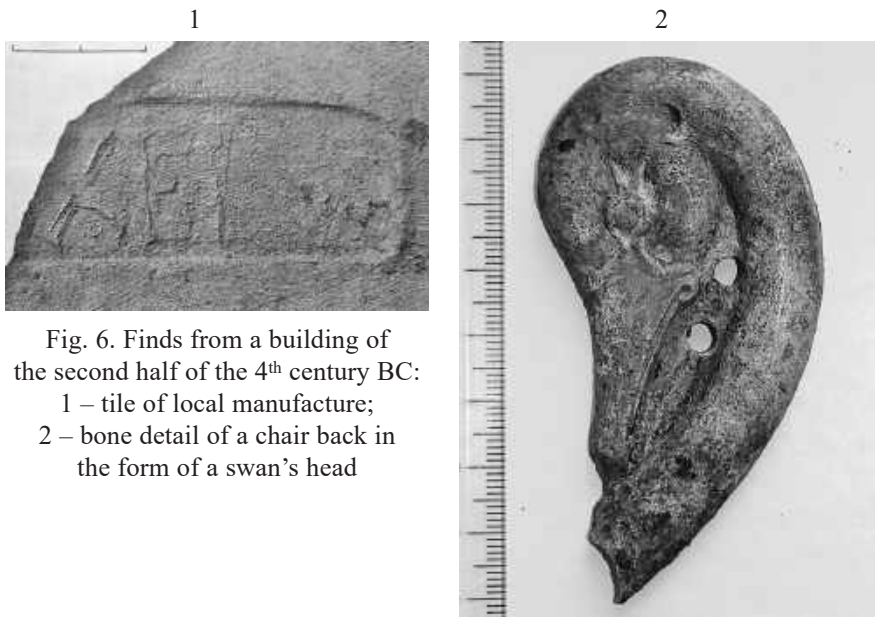 1
2
Fig. 6. Finds from a building of
the second half of the 4th century BC:
1 – tile of local manufacture;
2 – bone detail of a chair back in
the form of a swan’s head